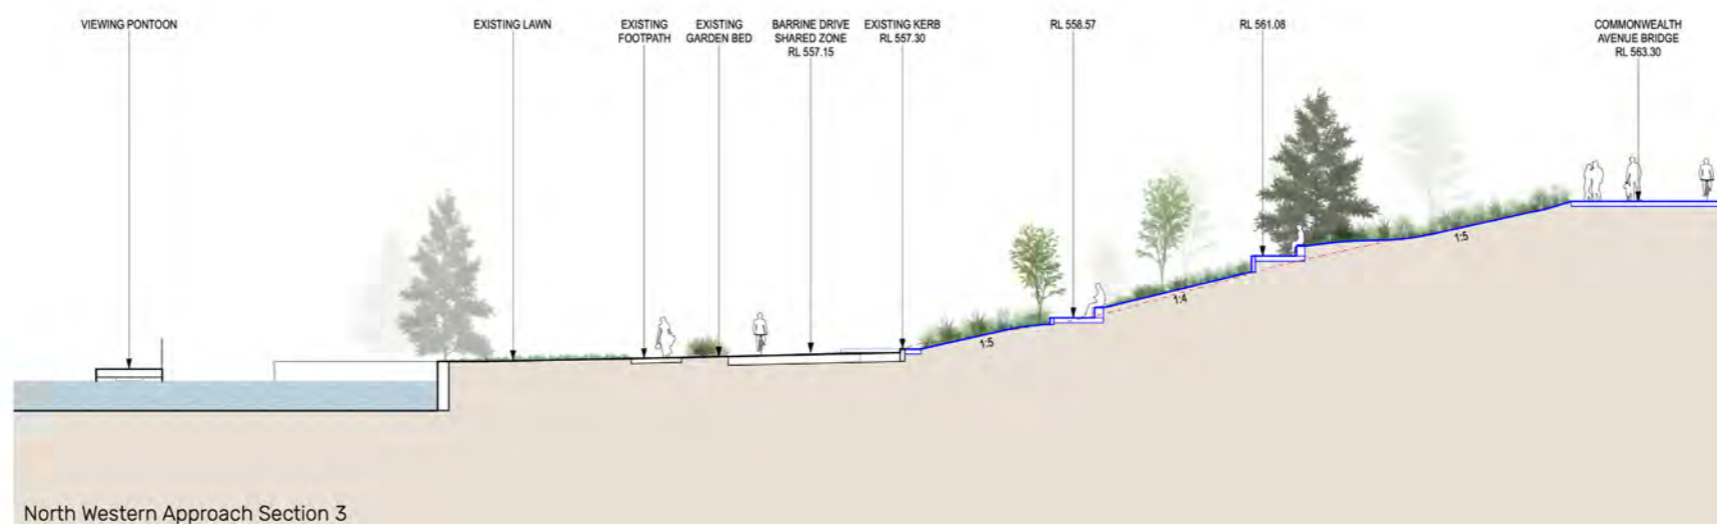 VIEWING PONTOON
EXISTING LAWN
EXISTING
FOOTPATH
EXISTING
GARDEN BED
BARRINE DRIVE
SHARED ZONE
RL 557.15
EXISTING KERB
RL 557.30
RL 558.57
RL 561.08
COMMONWEALTH
AVENUE BRIDGE
RL 563.30
1:5
1:4
1:5
North Western Approach Section 3